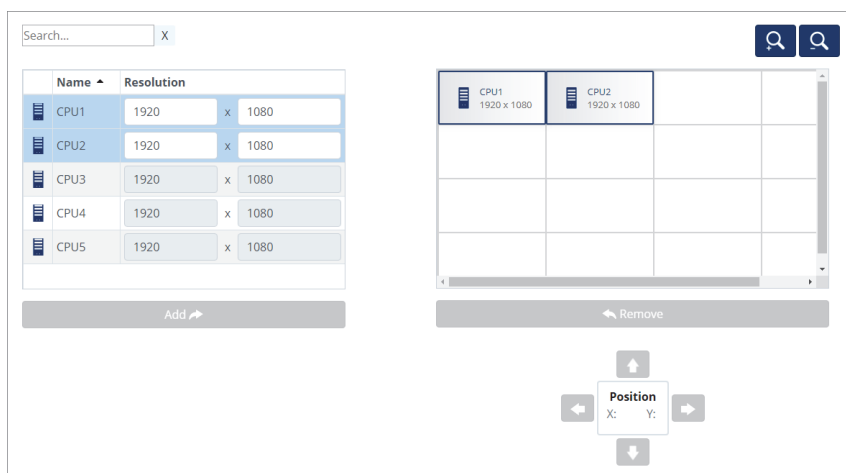 Search... X
Name Resolution
CPU1 1920 x 1080
CPU2 1920 x 1080
CPU3 1920 x 1080
CPU4 1920 x 1080
CPU5 1920 x 1080
Add
CPU1
1920 x 1080
CPU2
1920 x 1080
Remove
Position
X: Y: